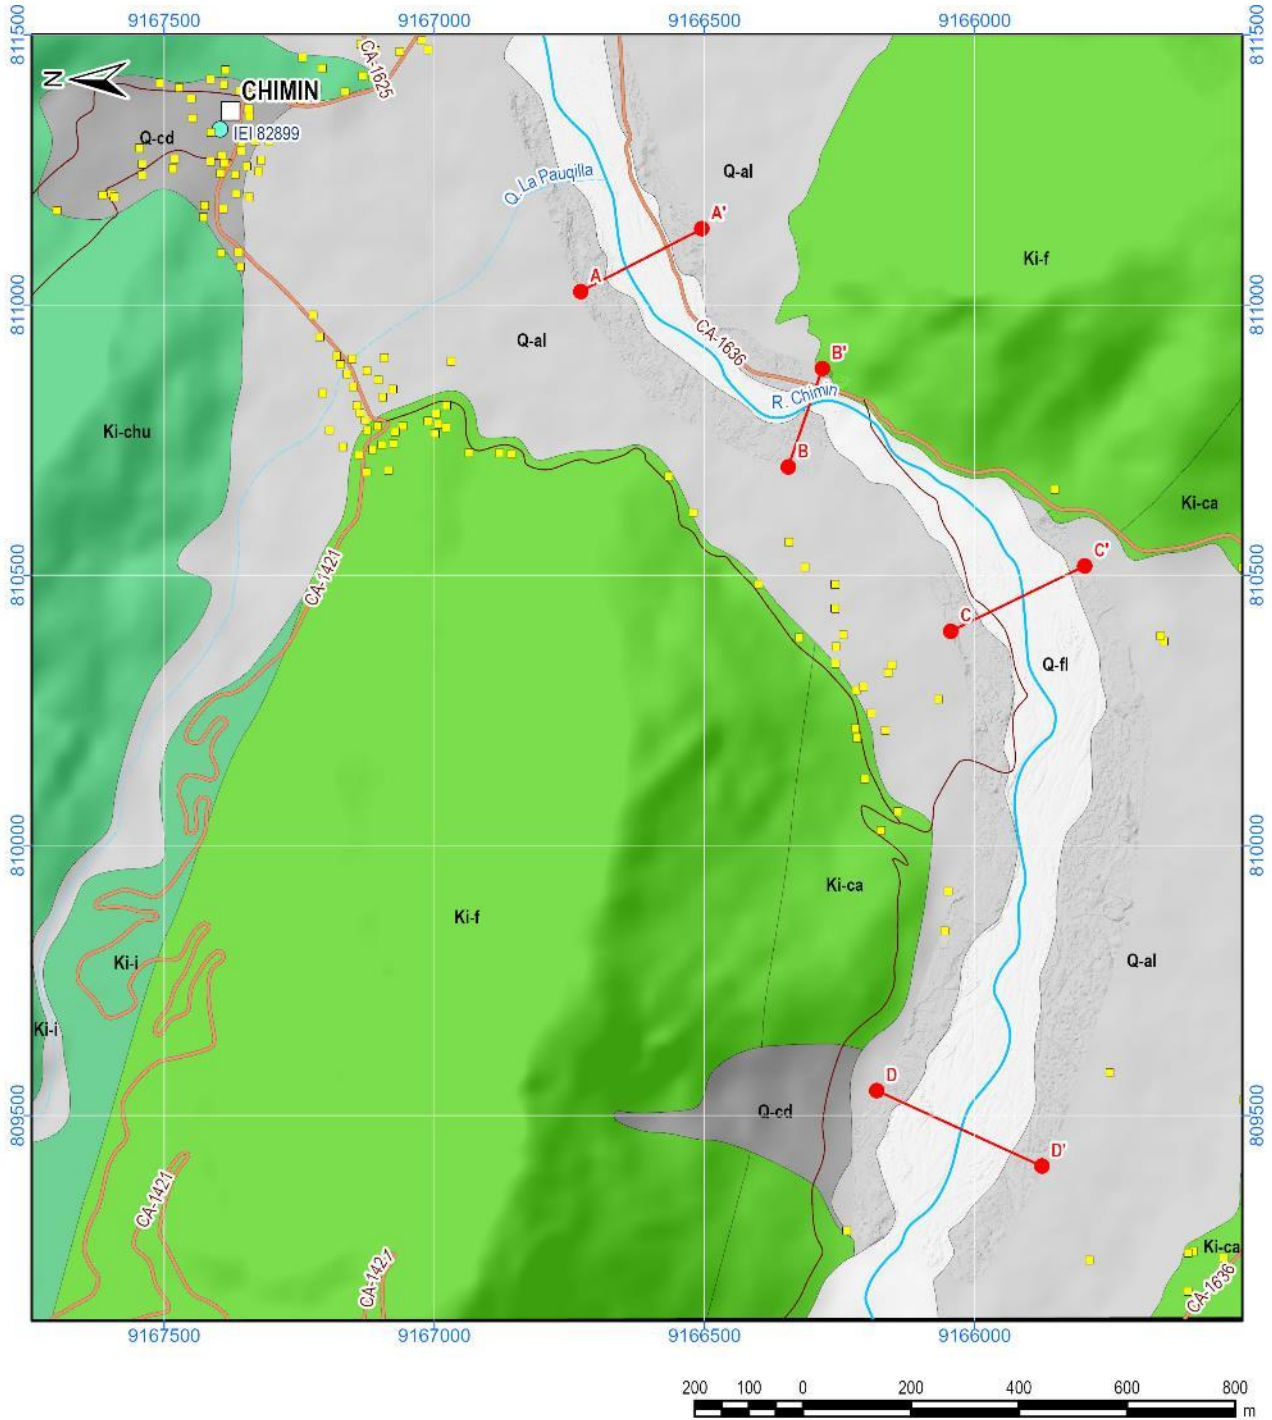 9167500 9167000 9166500 9166000
811500 811500
N
CHIMIN
CA-1625
IEI 82899
Q-cd
Q. La Pauqilla
Q-al
A'
Ki-f
A
811000 811000
CA-1636
Q-al
B'
R. Chimin
Ki-chu
B
Ki-ca
C'
810500 810500
CA-1421
C
Q-fl
810000 810000
Ki-ca
Ki-f
Ki-i
Q-al
Ki-i
D
Q-cd
809500 809500
D'
CA-1421
Ki-ca
CA-1421
CA-1636
9167500 9167000 9166500 9166000
200 100 0 200 400 600 800
m